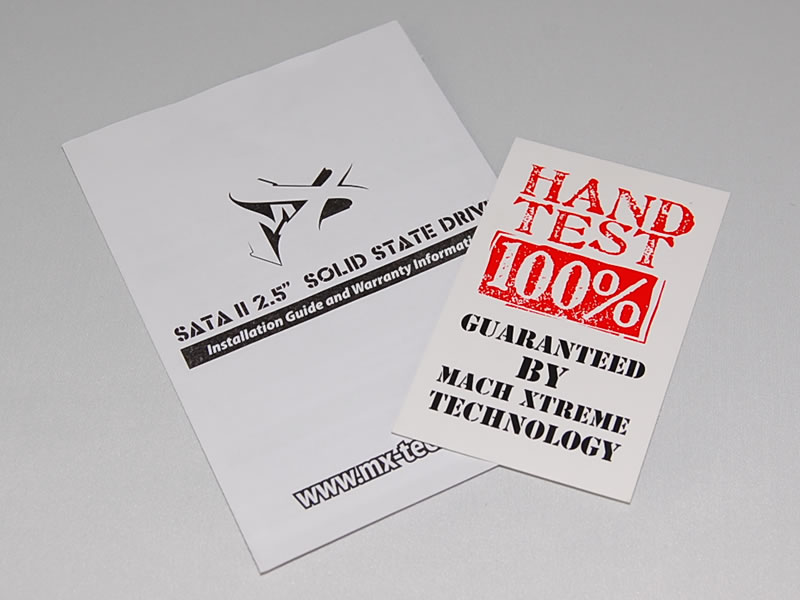 SATA II 2.5" SOLID STATE DRIV
Installation Guide and Warranty Informati
www.mx-tec
HAND
TEST
100%
GUARANTEED
BY
MACH XTREME
TECHNOLOGY